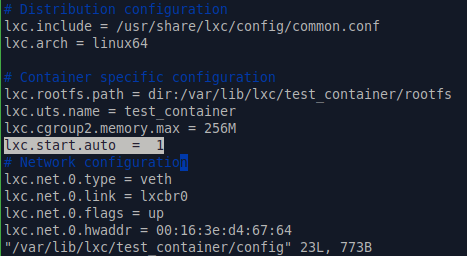 # Distribution configuration
lxc.include = /usr/share/lxc/config/common.conf
lxc.arch = linux64
# Container specific configuration
lxc.rootfs.path = dir:/var/lib/lxc/test_container/rootfs
lxc.uts.name = test_container
lxc.cgroup2.memory.max = 256M
lxc.start.auto  =  1
# Network configuration
lxc.net.0.type = veth
lxc.net.0.link = lxcbr0
lxc.net.0.flags = up
lxc.net.0.hwaddr = 00:16:3e:d4:67:64
"/var/lib/lxc/test_container/config" 23L, 773B